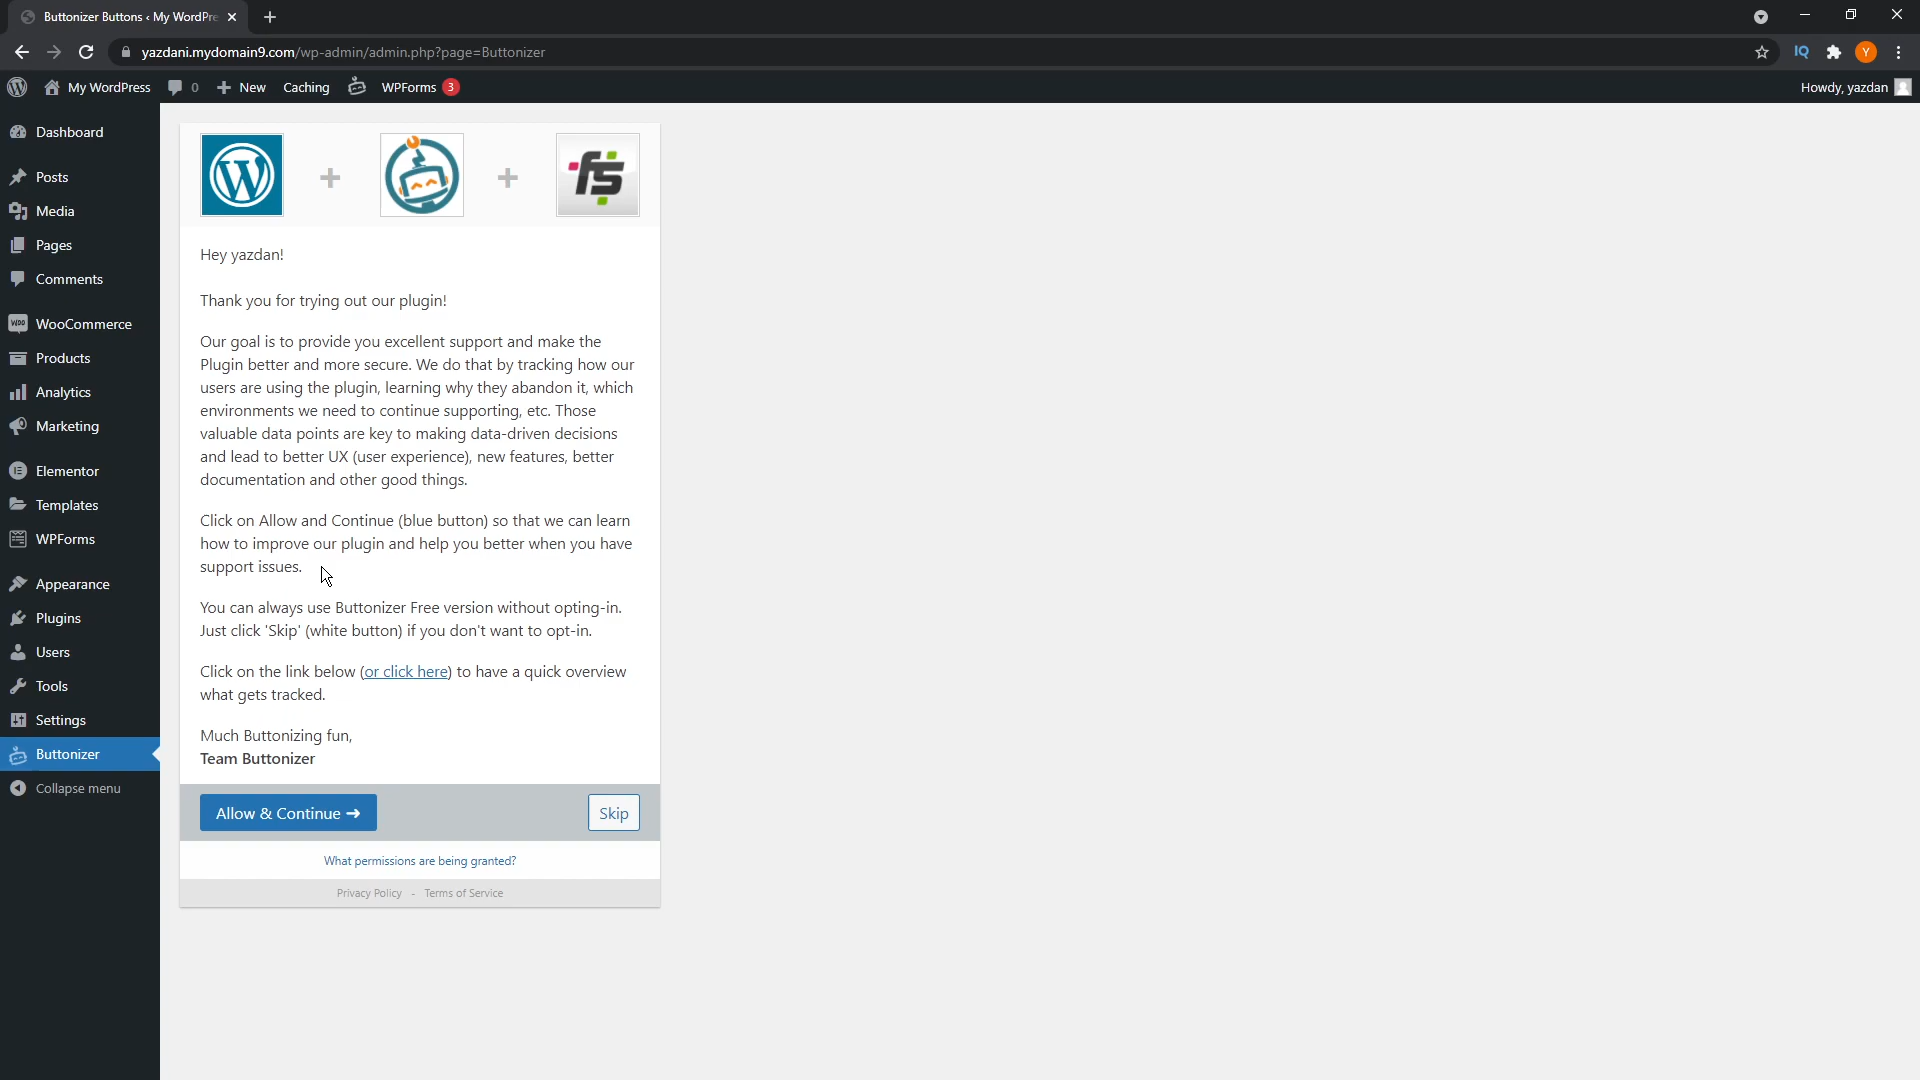 Buttonizer Buttons ‹ My WordPre
yazdani.mydomain9.com/wp-admin/admin.php?page=Buttonizer
IQ
Y
My WordPress
0
New
Caching
WPForms
3
Howdy, yazdan
Dashboard
Posts
Media
Pages
Comments
WooCommerce
Products
Analytics
Marketing
Elementor
Templates
WPForms
Appearance
Plugins
Users
Tools
Settings
Buttonizer
Collapse menu
Hey yazdan!
Thank you for trying out our plugin!
Our goal is to provide you excellent support and make the
Plugin better and more secure. We do that by tracking how our
users are using the plugin, learning why they abandon it, which
environments we need to continue supporting, etc. Those
valuable data points are key to making data-driven decisions
and lead to better UX (user experience), new features, better
documentation and other good things.
Click on Allow and Continue (blue button) so that we can learn
how to improve our plugin and help you better when you have
support issues.
You can always use Buttonizer Free version without opting-in.
Just click 'Skip' (white button) if you don't want to opt-in.
Click on the link below (or click here) to have a quick overview
what gets tracked.
Much Buttonizing fun,
Team Buttonizer
Allow & Continue ➜
Skip
What permissions are being granted?
Privacy Policy - Terms of Service